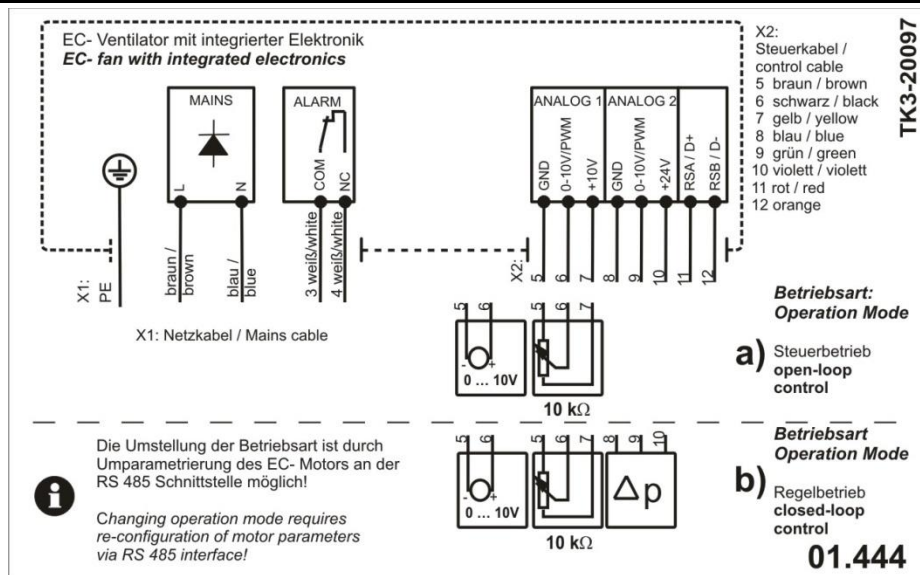 EC- Ventilator mit integrierter Elektronik
EC- fan with integrated electronics
MAINS
L
N
ALARM
COM
NC
ANALOG 1
GND
0-10V/PWM
+10V
ANALOG 2
GND
0-10V/PWM
+24V
RSA / D+
RSB / D-
X2:
Steuerkabel /
control cable
5 braun / brown
6 schwarz / black
7 gelb / yellow
8 blau / blue
9 grün / green
10 violett / violett
11 rot / red
12 orange
TK3-20097
X1:
PE
braun /
brown
blau /
blue
3 weiß/white
4 weiß/white
X2:
5
6
7
8
9
10
11
12
X1: Netzkabel / Mains cable
5
6
- +
0 ... 10V
5
6
7
10 kΩ
Betriebsart:
Operation Mode
a) Steuerbetrieb
open-loop
control
i
Die Umstellung der Betriebsart ist durch
Umparametrierung des EC- Motors an der
RS 485 Schnittstelle möglich!
Changing operation mode requires
re-configuration of motor parameters
via RS 485 interface!
5
6
- +
0 ... 10V
5
6
7
10 kΩ
8
9
10
Δp
Betriebsart
Operation Mode
b) Regelbetrieb
closed-loop
control
01.444